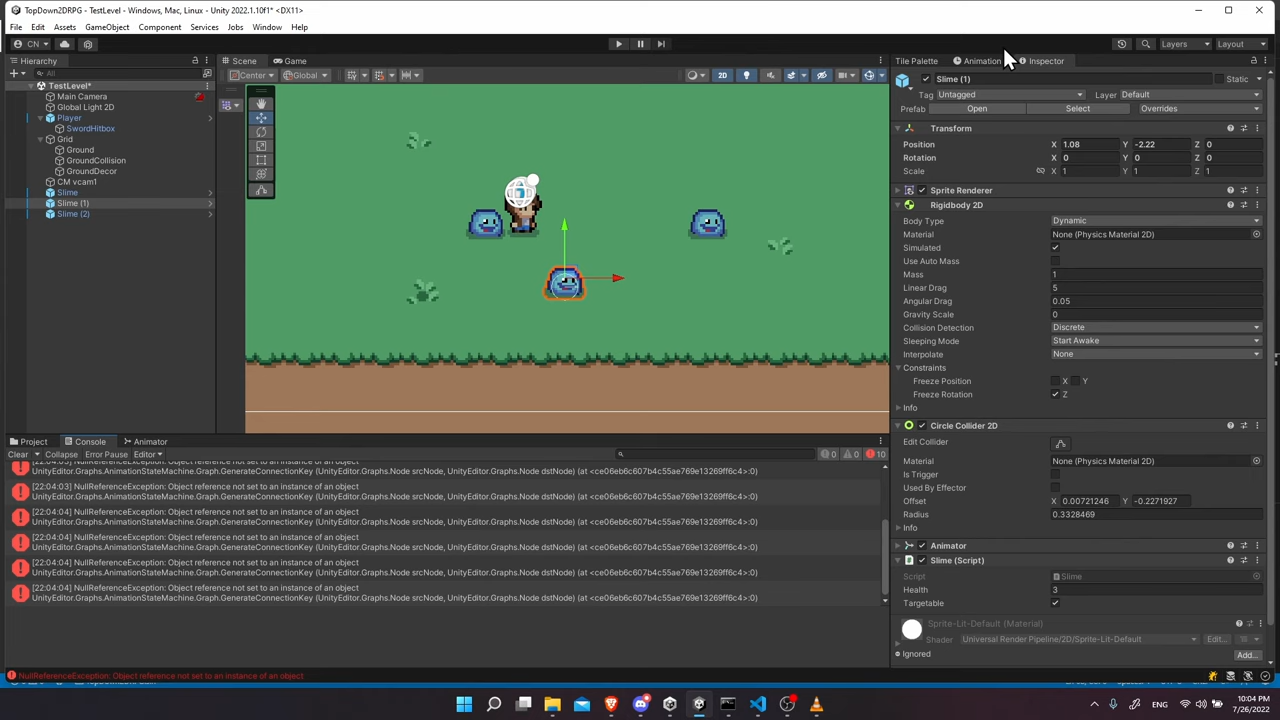 TopDown2DRPG - TestLevel - Windows, Mac, Linux - Unity 2022.1.10f1* <DX11>
File Edit Assets GameObject Component Services Jobs Window Help
CN Layers Layout
Hierarchy Scene Game Tile Palette Animation Inspector
All
Center Global 2D
Slime (1) Static
Tag Untagged Layer Default
Prefab Open Select Overrides
TestLevel*
Main Camera
Global Light 2D
Player
SwordHitbox
Grid
Ground
GroundCollision
GroundDecor
CM vcam1
Slime
Slime (1)
Slime (2)
Transform
Position X 1.08 Y -2.22 Z 0
Rotation X 0 Y 0 Z 0
Scale X 1 Y 1 Z 1
Sprite Renderer
Rigidbody 2D
Body Type Dynamic
Material None (Physics Material 2D)
Simulated
Use Auto Mass
Mass 1
Linear Drag 5
Angular Drag 0.05
Gravity Scale 0
Collision Detection Discrete
Sleeping Mode Start Awake
Interpolate None
Constraints
Freeze Position X Y
Freeze Rotation Z
Info
Circle Collider 2D
Edit Collider
Material None (Physics Material 2D)
Is Trigger
Used By Effector
Offset X 0.00721246 Y -0.2271927
Radius 0.3328469
Info
Animator
Slime (Script)
Script Slime
Health 3
Targetable
Sprite-Lit-Default (Material)
Shader Universal Render Pipeline/2D/Sprite-Lit-Default Edit...
Ignored Add...
Project Console Animator
Clear Collapse Error Pause Editor 0 0 10
[22:04:03] NullReferenceException: Object reference not set to an instance of an object
UnityEditor.Graphs.AnimationStateMachine.Graph.GenerateConnectionKey (UnityEditor.Graphs.Node srcNode, UnityEditor.Graphs.Node dstNode) (at <ce06eb6c607b4c55ae769e13269ff6c4>:0)
[22:04:03] NullReferenceException: Object reference not set to an instance of an object
UnityEditor.Graphs.AnimationStateMachine.Graph.GenerateConnectionKey (UnityEditor.Graphs.Node srcNode, UnityEditor.Graphs.Node dstNode) (at <ce06eb6c607b4c55ae769e13269ff6c4>:0)
[22:04:04] NullReferenceException: Object reference not set to an instance of an object
UnityEditor.Graphs.AnimationStateMachine.Graph.GenerateConnectionKey (UnityEditor.Graphs.Node srcNode, UnityEditor.Graphs.Node dstNode) (at <ce06eb6c607b4c55ae769e13269ff6c4>:0)
[22:04:04] NullReferenceException: Object reference not set to an instance of an object
UnityEditor.Graphs.AnimationStateMachine.Graph.GenerateConnectionKey (UnityEditor.Graphs.Node srcNode, UnityEditor.Graphs.Node dstNode) (at <ce06eb6c607b4c55ae769e13269ff6c4>:0)
[22:04:04] NullReferenceException: Object reference not set to an instance of an object
UnityEditor.Graphs.AnimationStateMachine.Graph.GenerateConnectionKey (UnityEditor.Graphs.Node srcNode, UnityEditor.Graphs.Node dstNode) (at <ce06eb6c607b4c55ae769e13269ff6c4>:0)
[22:04:04] NullReferenceException: Object reference not set to an instance of an object
UnityEditor.Graphs.AnimationStateMachine.Graph.GenerateConnectionKey (UnityEditor.Graphs.Node srcNode, UnityEditor.Graphs.Node dstNode) (at <ce06eb6c607b4c55ae769e13269ff6c4>:0)
NullReferenceException: Object reference not set to an instance of an object
ENG 10:04 PM
7/26/2022